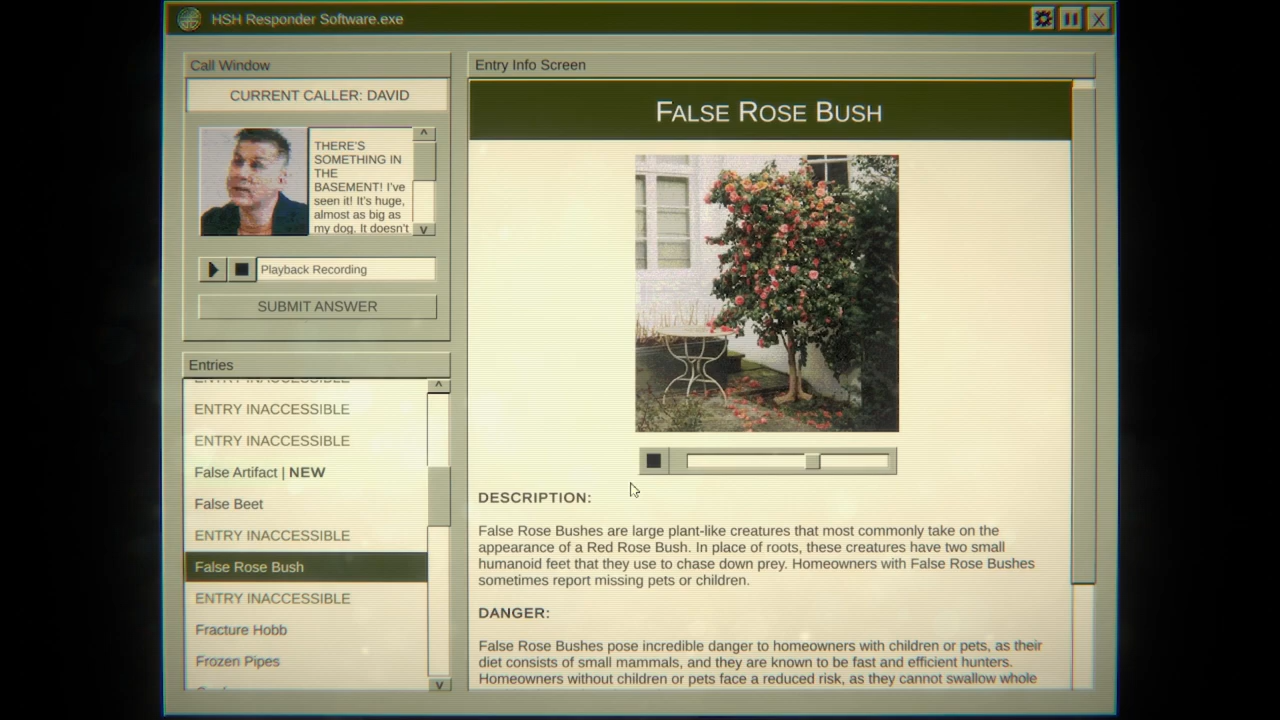 HSH Responder Software.exe
X
Call Window
CURRENT CALLER: DAVID
THERE'S
SOMETHING IN
THE
BASEMENT! I've
seen it! It's huge,
almost as big as
my dog. It doesn't
Playback Recording
SUBMIT ANSWER
Entries
ENTRY INACCESSIBLE
ENTRY INACCESSIBLE
ENTRY INACCESSIBLE
False Artifact | NEW
False Beet
ENTRY INACCESSIBLE
False Rose Bush
ENTRY INACCESSIBLE
Fracture Hobb
Frozen Pipes
Entry Info Screen
FALSE ROSE BUSH
DESCRIPTION:
False Rose Bushes are large plant-like creatures that most commonly take on the
appearance of a Red Rose Bush. In place of roots, these creatures have two small
humanoid feet that they use to chase down prey. Homeowners with False Rose Bushes
sometimes report missing pets or children.
DANGER:
False Rose Bushes pose incredible danger to homeowners with children or pets, as their
diet consists of small mammals, and they are known to be fast and efficient hunters.
Homeowners without children or pets face a reduced risk, as they cannot swallow whole